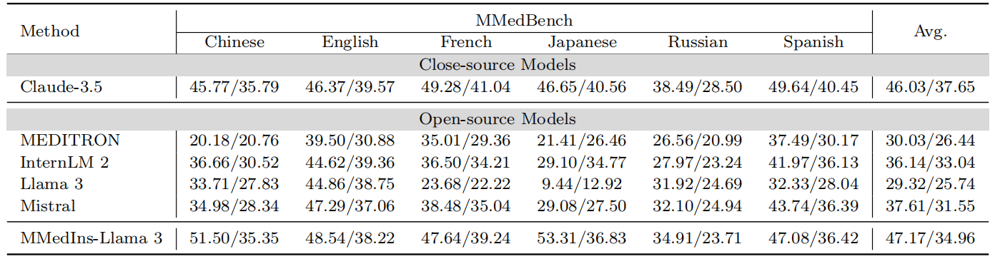 Method MMedBench Avg.
Chinese English French Japanese Russian Spanish
Close-source Models
Claude-3.5 45.77/35.79 46.37/39.57 49.28/41.04 46.65/40.56 38.49/28.50 49.64/40.45 46.03/37.65
Open-source Models
MEDITRON 20.18/20.76 39.50/30.88 35.01/29.36 21.41/26.46 26.56/20.99 37.49/30.17 30.03/26.44
InternLM 2 36.66/30.52 44.62/39.36 36.50/34.21 29.10/34.77 27.97/23.24 41.97/36.13 36.14/33.04
Llama 3 33.71/27.83 44.86/38.75 23.68/22.22 9.44/12.92 31.92/24.69 32.33/28.04 29.32/25.74
Mistral 34.98/28.34 47.29/37.06 38.48/35.04 29.08/27.50 32.10/24.94 43.74/36.39 37.61/31.55
MMedIns-Llama 3 51.50/35.35 48.54/38.22 47.64/39.24 53.31/36.83 34.91/23.71 47.08/36.42 47.17/34.96